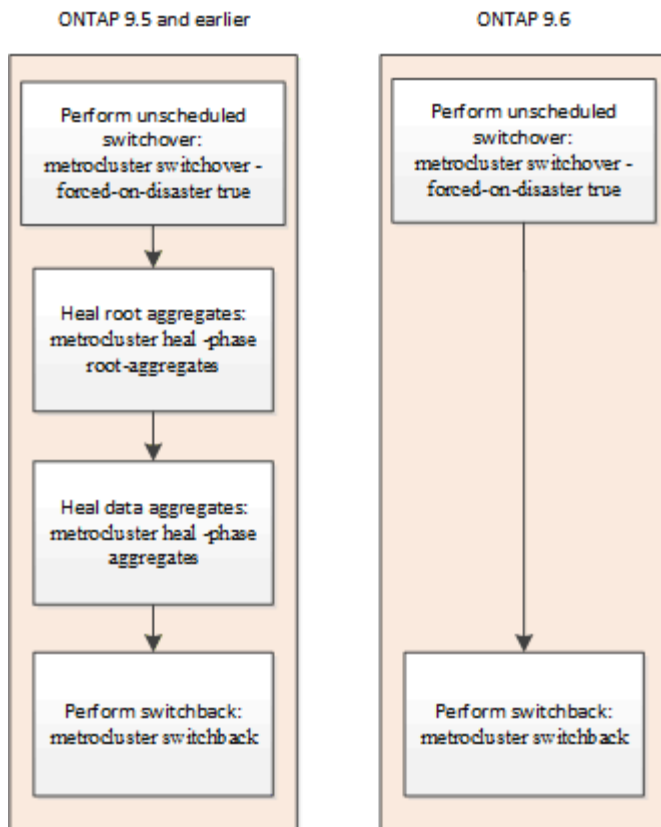 ONTAP 9.5 and earlier
Perform unscheduled
switchover:
metrocluster switchover -
forced-on-disaster true
Heal root aggregates:
metrocluster heal -phase
root-aggregates
Heal data aggregates:
metrocluster heal -phase
aggregates
Perform switchback:
metrocluster switchback
ONTAP 9.6
Perform unscheduled
switchover:
metrocluster switchover -
forced-on-disaster true
Perform switchback:
metrocluster switchback